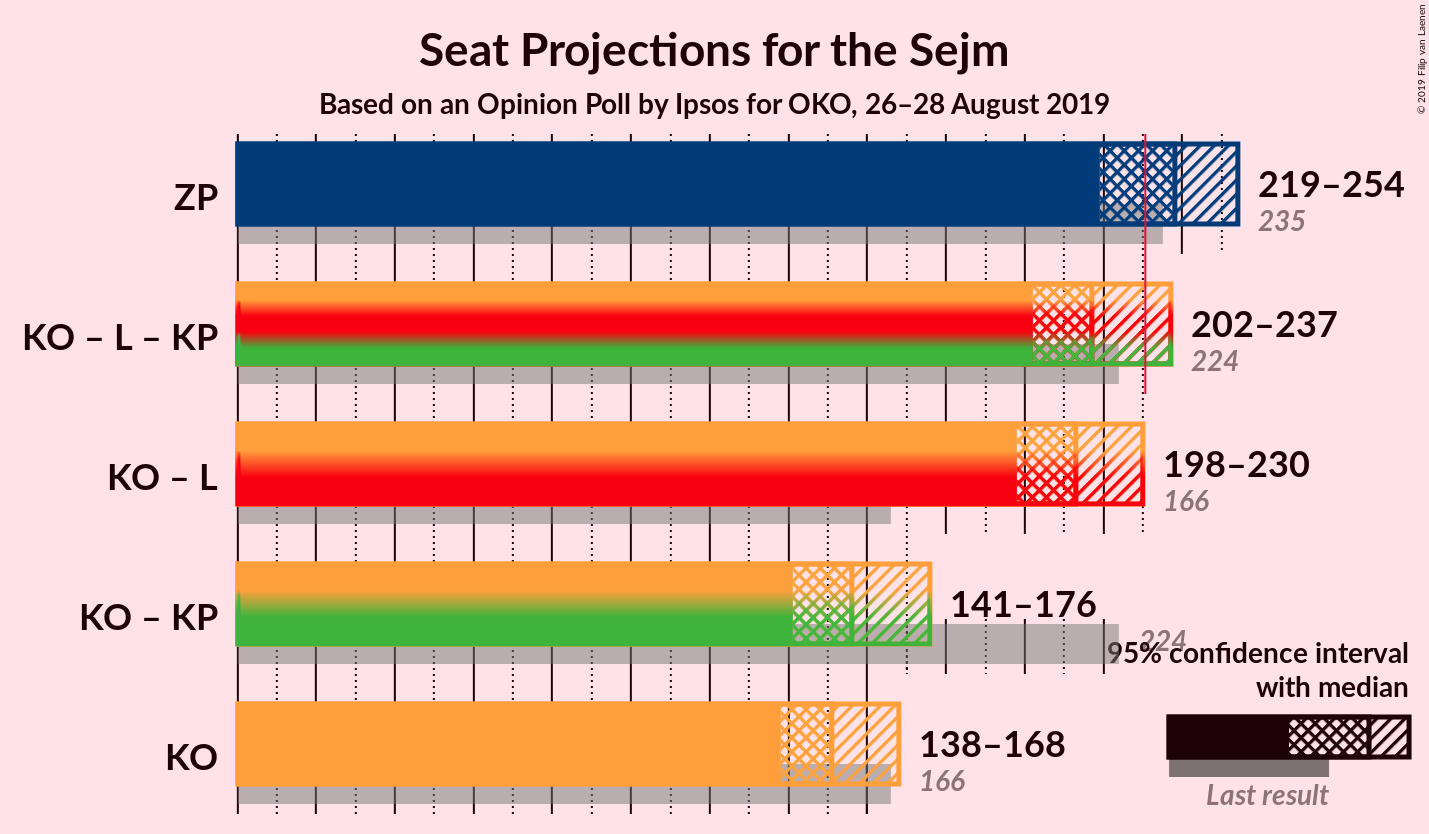 Seat Projections for the Sejm
Based on an Opinion Poll by Ipsos for OKO, 26–28 August 2019
© 2019 Filip van Laenen
ZP
219–254
235
KO – L – KP
202–237
224
KO – L
198–230
166
KO – KP
141–176
224
KO
138–168
166
95% confidence interval
with median
Last result